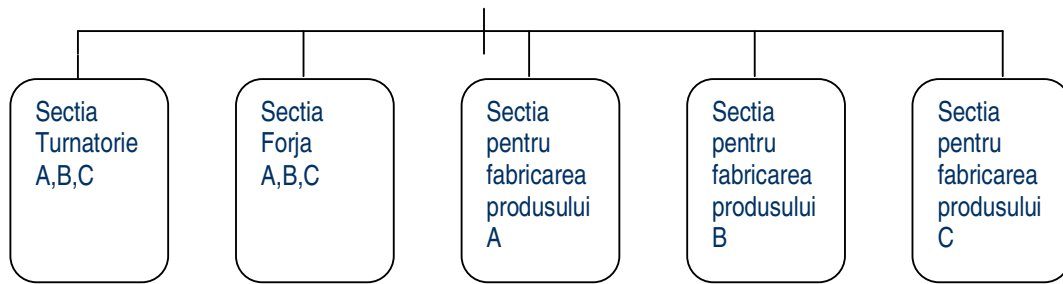 Sectia
Turnatorie
A,B,C
Sectia
Forja
A,B,C
Sectia
pentru
fabricarea
produsului
A
Sectia
pentru
fabricarea
produsului
B
Sectia
pentru
fabricarea
produsului
C